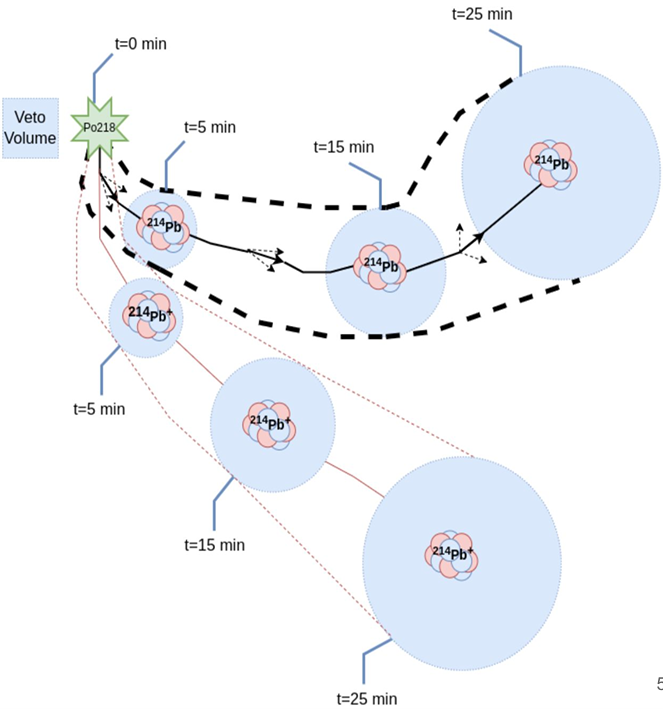 t=25 min
t=0 min
Veto
Volume
Po218
t=5 min
t=15 min
214Pb
214Pb
214Pb
214Pb+
t=5 min
214Pb+
t=15 min
214Pb+
t=25 min
5